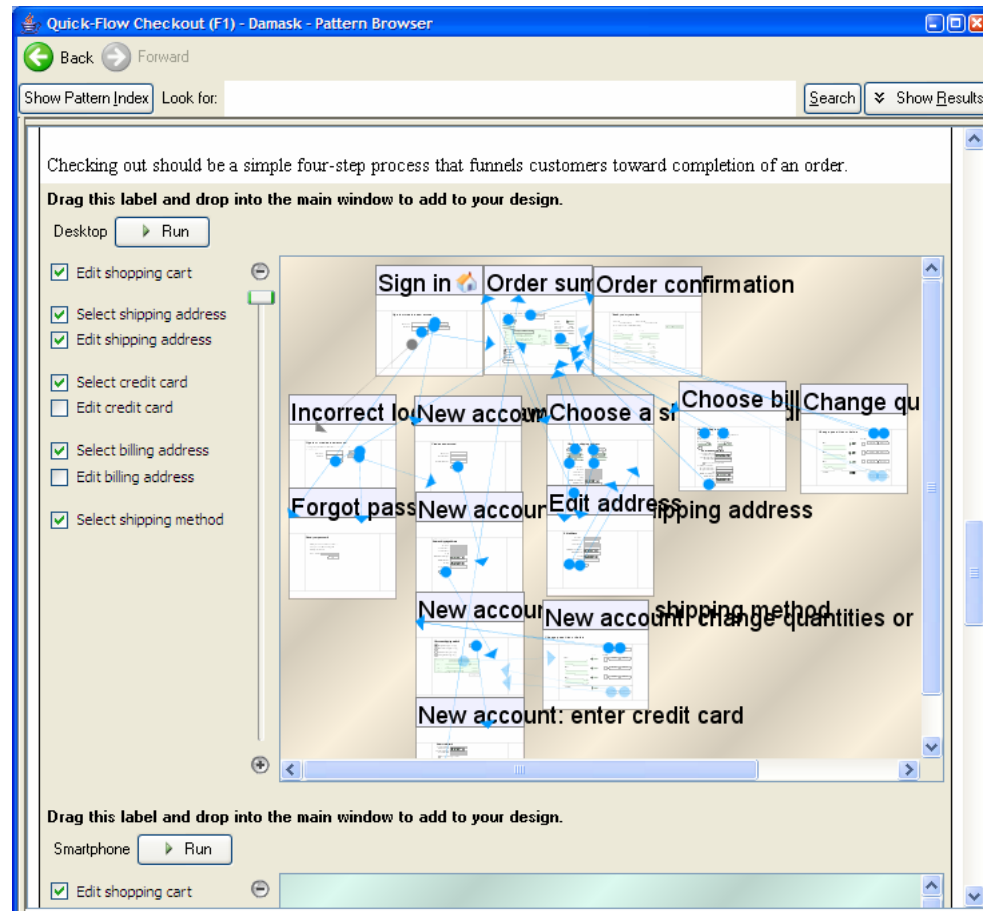 Quick-Flow Checkout (F1) - Damask - Pattern Browser
Back Forward
Show Pattern Index Look for: Search Show Results
Checking out should be a simple four-step process that funnels customers toward completion of an order.
Drag this label and drop into the main window to add to your design.
Desktop Run
Edit shopping cart
Select shipping address
Edit shipping address
Select credit card
Edit credit card
Select billing address
Edit billing address
Select shipping method
Sign in Order sum Order confirmation
Choose bil Change qu
Incorrect lo New accou Choose a s
Forgot pass New accoun Edit address ipping address
New accoun shipping method
New account: change quantities or
New account: enter credit card
Drag this label and drop into the main window to add to your design.
Smartphone Run
Edit shopping cart